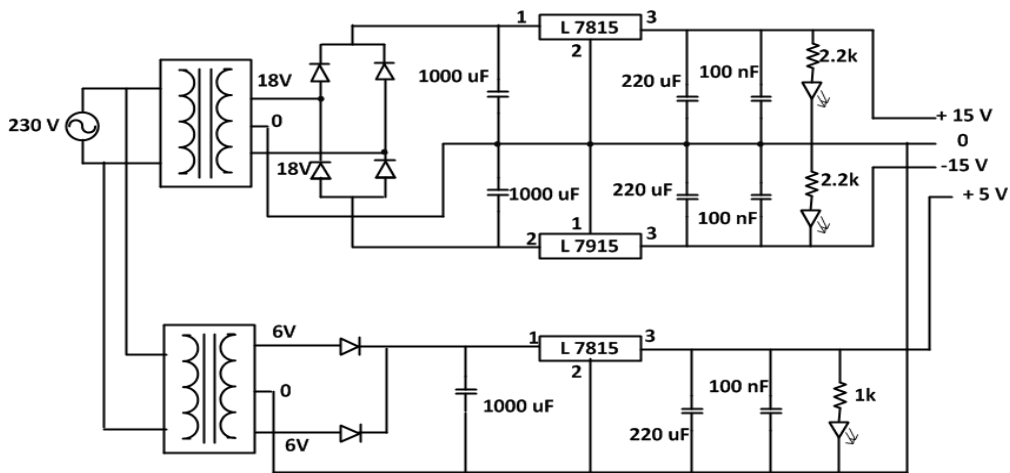 1
L 7815
3
2
18V
1000 uF
220 uF
100 nF
2.2k
230 V
0
+ 15 V
0
-15 V
18V
1000 uF
220 uF
100 nF
2.2k
+ 5 V
1
2
L 7915
3
6V
1
L 7815
3
2
0
1000 uF
100 nF
1k
6V
220 uF